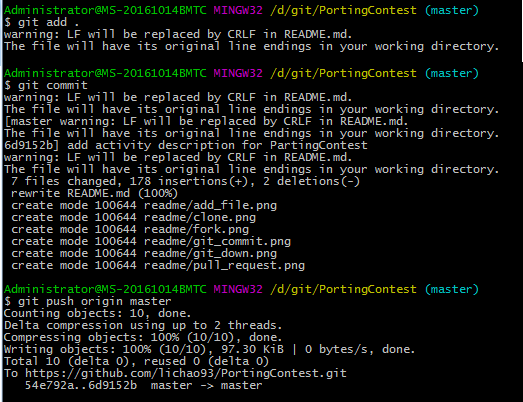 Administrator@MS-20161014BMTC MINGW32 /d/git/PortingContest (master)
$ git add .
warning: LF will be replaced by CRLF in README.md.
The file will have its original line endings in your working directory.
Administrator@MS-20161014BMTC MINGW32 /d/git/PortingContest (master)
$ git commit
warning: LF will be replaced by CRLF in README.md.
The file will have its original line endings in your working directory.
[master warning: LF will be replaced by CRLF in README.md.
The file will have its original line endings in your working directory.
6d9152b] add activity description for PartingContest
warning: LF will be replaced by CRLF in README.md.
The file will have its original line endings in your working directory.
7 files changed, 178 insertions(+), 2 deletions(-)
rewrite README.md (100%)
create mode 100644 readme/add_file.png
create mode 100644 readme/clone.png
create mode 100644 readme/fork.png
create mode 100644 readme/git_commit.png
create mode 100644 readme/git_down.png
create mode 100644 readme/pull_request.png
Administrator@MS-20161014BMTC MINGW32 /d/git/PortingContest (master)
$ git push origin master
Counting objects: 10, done.
Delta compression using up to 2 threads.
Compressing objects: 100% (10/10), done.
Writing objects: 100% (10/10), 97.30 KiB | 0 bytes/s, done.
Total 10 (delta 0), reused 0 (delta 0)
To https://github.com/lichao93/PortingContest.git
54e792a..6d9152b  master -> master